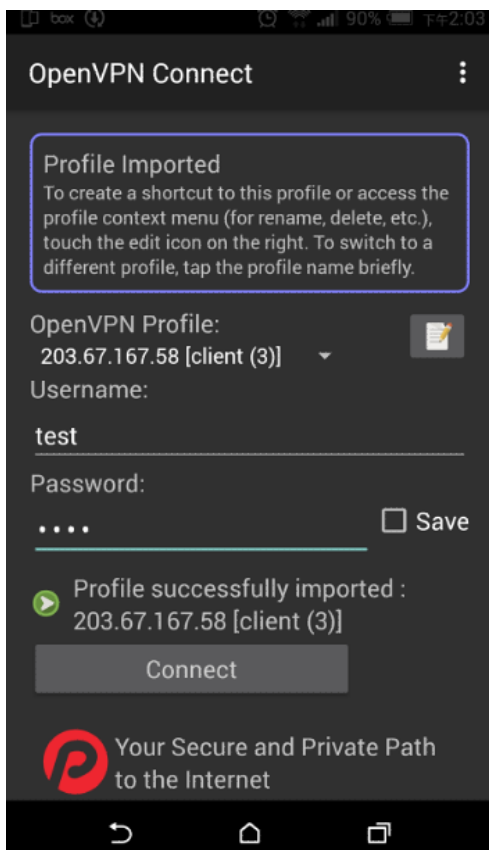 box 90% 下午2:03
OpenVPN Connect
Profile Imported
To create a shortcut to this profile or access the
profile context menu (for rename, delete, etc.),
touch the edit icon on the right. To switch to a
different profile, tap the profile name briefly.
OpenVPN Profile:
203.67.167.58 [client (3)]
Username:
test
Password:
••••
Save
Profile successfully imported :
203.67.167.58 [client (3)]
Connect
Your Secure and Private Path
to the Internet